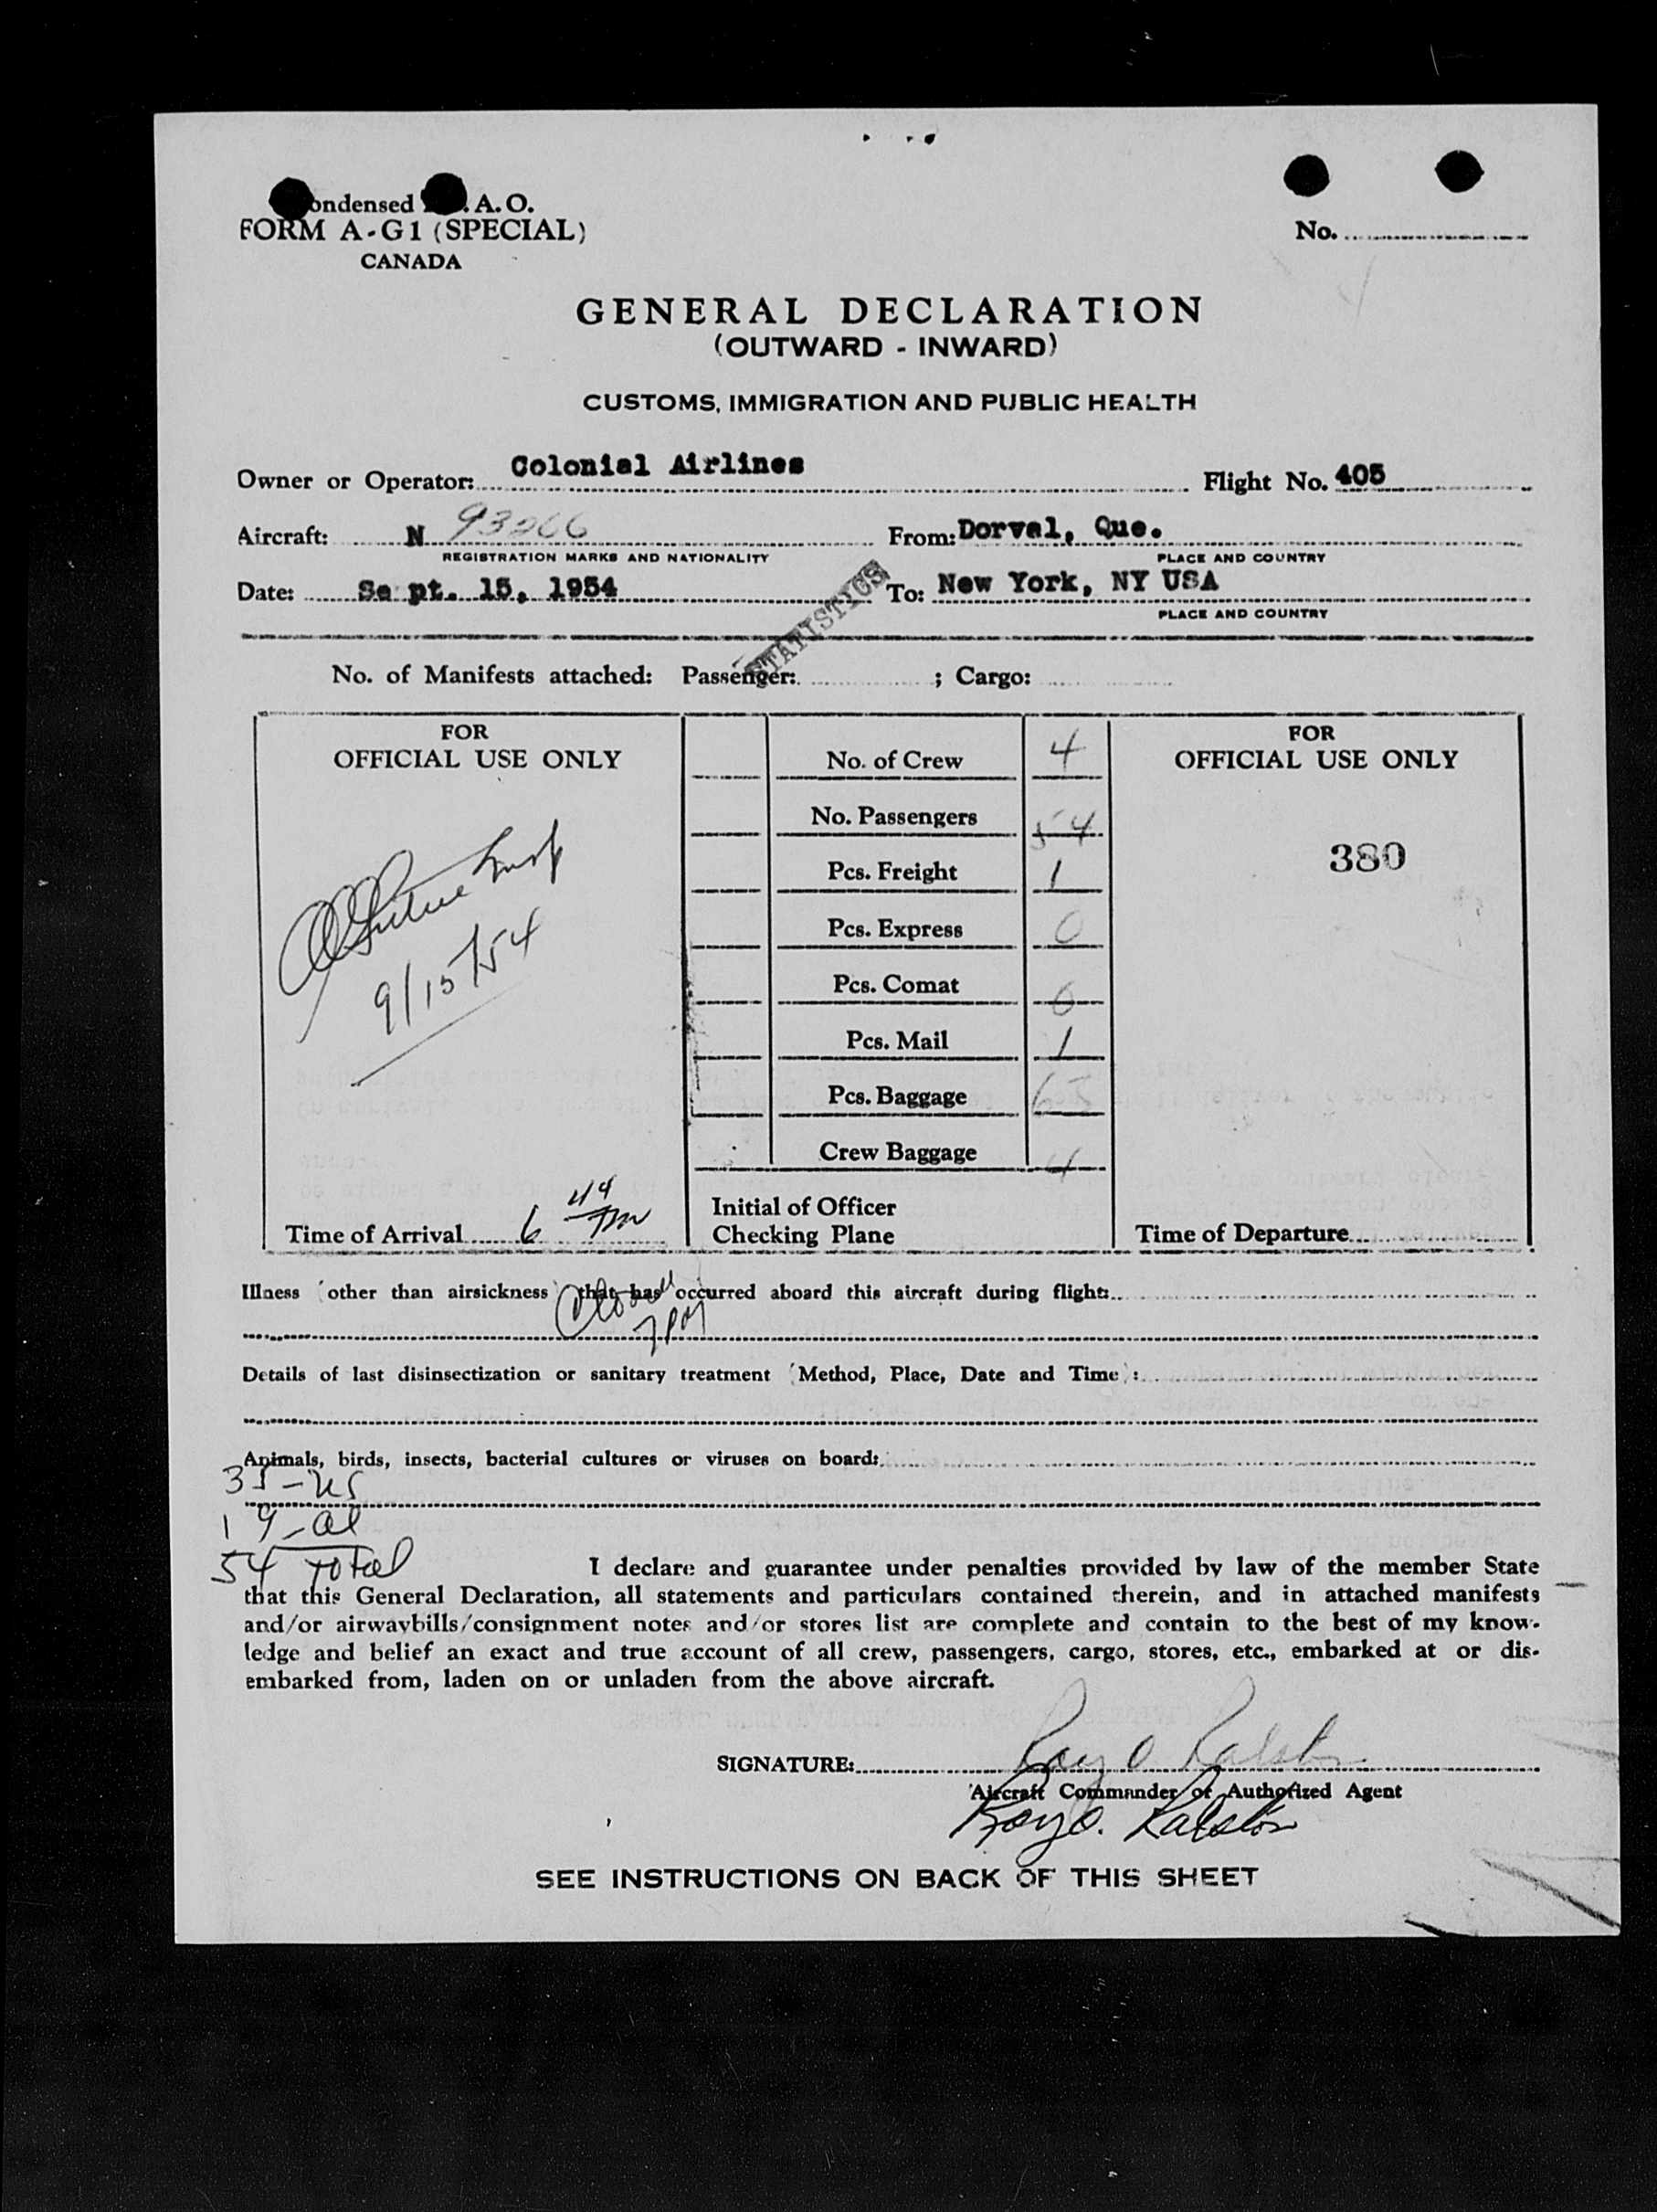 ondensed .A.O.
FORM A-G1 (SPECIAL)
CANADA
No.
GENERAL DECLARATION
(OUTWARD - INWARD)
CUSTOMS, IMMIGRATION AND PUBLIC HEALTH
Owner or Operator: Colonial Airlines Flight No. 405
Aircraft: N From: Dorval, Que.
REGISTRATION MARKS AND NATIONALITY PLACE AND COUNTRY
Date: Sept. 15, 1954 To: New York, NY USA
PLACE AND COUNTRY
STATISTICS
No. of Manifests attached: Passenger: ; Cargo:
FOR
OFFICIAL USE ONLY
9/15/54
Time of Arrival 6 44 PM
No. of Crew 4
No. Passengers 54
Pcs. Freight 1
Pcs. Express 0
Pcs. Comat 0
Pcs. Mail 1
Pcs. Baggage 65
Crew Baggage 4
Initial of Officer
Checking Plane
FOR
OFFICIAL USE ONLY
380
Time of Departure
Illness (other than airsickness) that has occurred aboard this aircraft during flight:
7 PM
Details of last disinsectization or sanitary treatment (Method, Place, Date and Time):
Animals, birds, insects, bacterial cultures or viruses on board:
35 - US
19 - al
54 Total
I declare and guarantee under penalties provided by law of the member State
that this General Declaration, all statements and particulars contained therein, and in attached manifests
and/or airwaybills/consignment notes and/or stores list are complete and contain to the best of my know-
ledge and belief an exact and true account of all crew, passengers, cargo, stores, etc., embarked at or dis-
embarked from, laden on or unladen from the above aircraft.
SIGNATURE: Roy O Ralston
Aircraft Commander or Authorized Agent
Roy O. Ralston
SEE INSTRUCTIONS ON BACK OF THIS SHEET